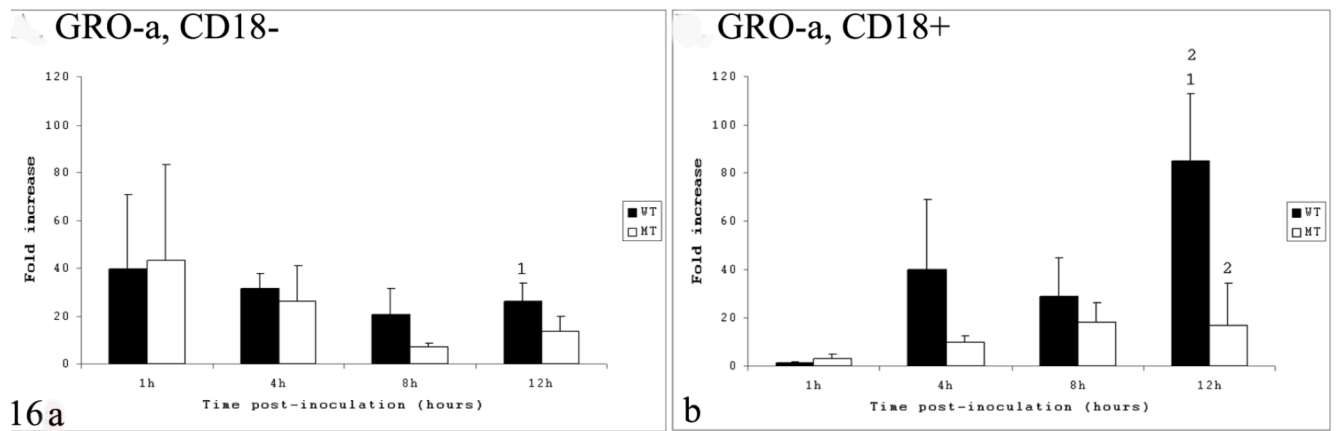 GRO-a, CD18-
120
100
80
60
40
20
0
Fold increase
1
WT
MT
1h 4h 8h 12h
Time post-inoculation (hours)
16a
GRO-a, CD18+
120
100
80
60
40
20
0
Fold increase
2
1
2
WT
MT
1h 4h 8h 12h
Time post-inoculation (hours)
b